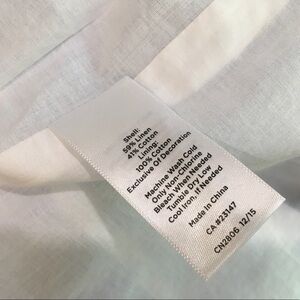 Shell:
59% Linen
41% Cotton
Lining:
100% Cotton
Exclusive Of Decoration
Machine Wash Cold
Only Non-Chlorine
Bleach When Needed
Tumble Dry Low
Cool Iron, If Needed
Made in China
CA #23147
CN2806 12/15